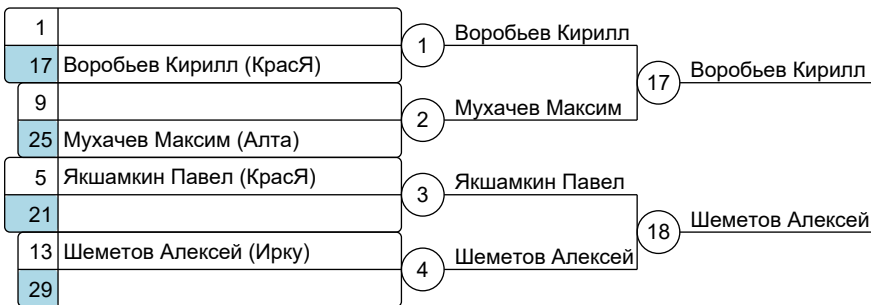 1
17 Воробьев Кирилл (КрасЯ)
1
Воробьев Кирилл
17
Воробьев Кирилл
9
25 Мухачев Максим (Алта)
2
Мухачев Максим
5 Якшамкин Павел (КрасЯ)
21
3
Якшамкин Павел
18
Шеметов Алексей
13 Шеметов Алексей (Ирку)
29
4
Шеметов Алексей